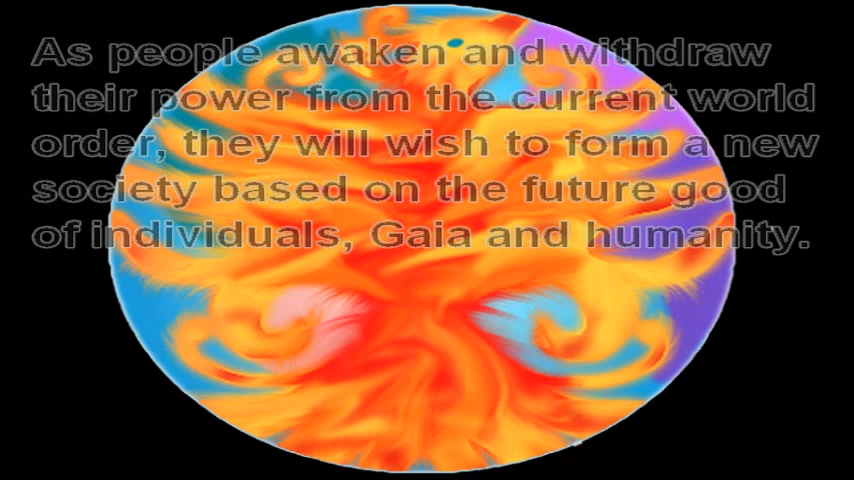 As people awaken and withdraw
their power from the current world
order, they will wish to form a new
society based on the future good
of individuals, Gaia and humanity.